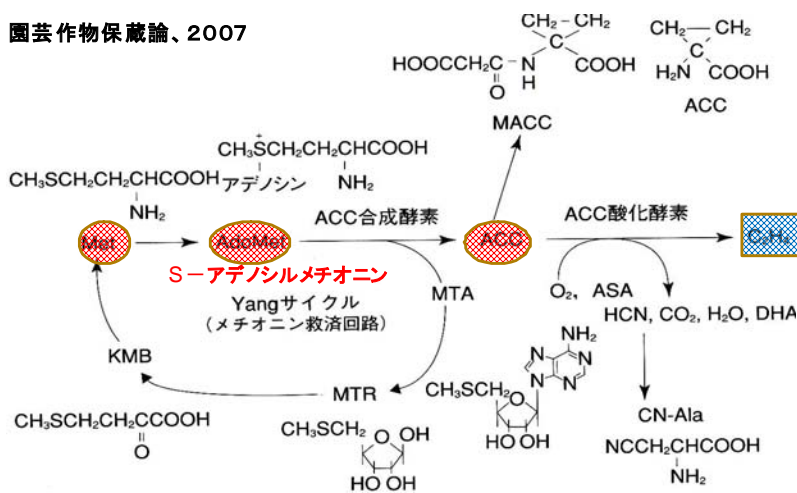 園芸作物保蔵論、2007
CH₂—CH₂
C
HOOCCH₂C—N
COOH
O
H
MACC
CH₂—CH₂
C
H₂N
COOH
ACC
CH₃SCH₂CH₂CHCOOH
NH₂
+
CH₃SCH₂CH₂CHCOOH
アデノシン
NH₂
Met
AdoMet
ACC合成酵素
ACC
ACC酸化酵素
C₂H₄
S-アデノシルメチオニン
Yangサイクル
(メチオニン救済回路)
MTA
O₂, ASA
HCN, CO₂, H₂O, DHA
KMB
MTR
CH₃SCH₂CH₂CCOOH
O
CH₃SCH₂
O
OH
HO OH
NH₂
N
N
N
N
CH₃SCH₂
O
HO OH
CN-Ala
NCCH₂CHCOOH
NH₂